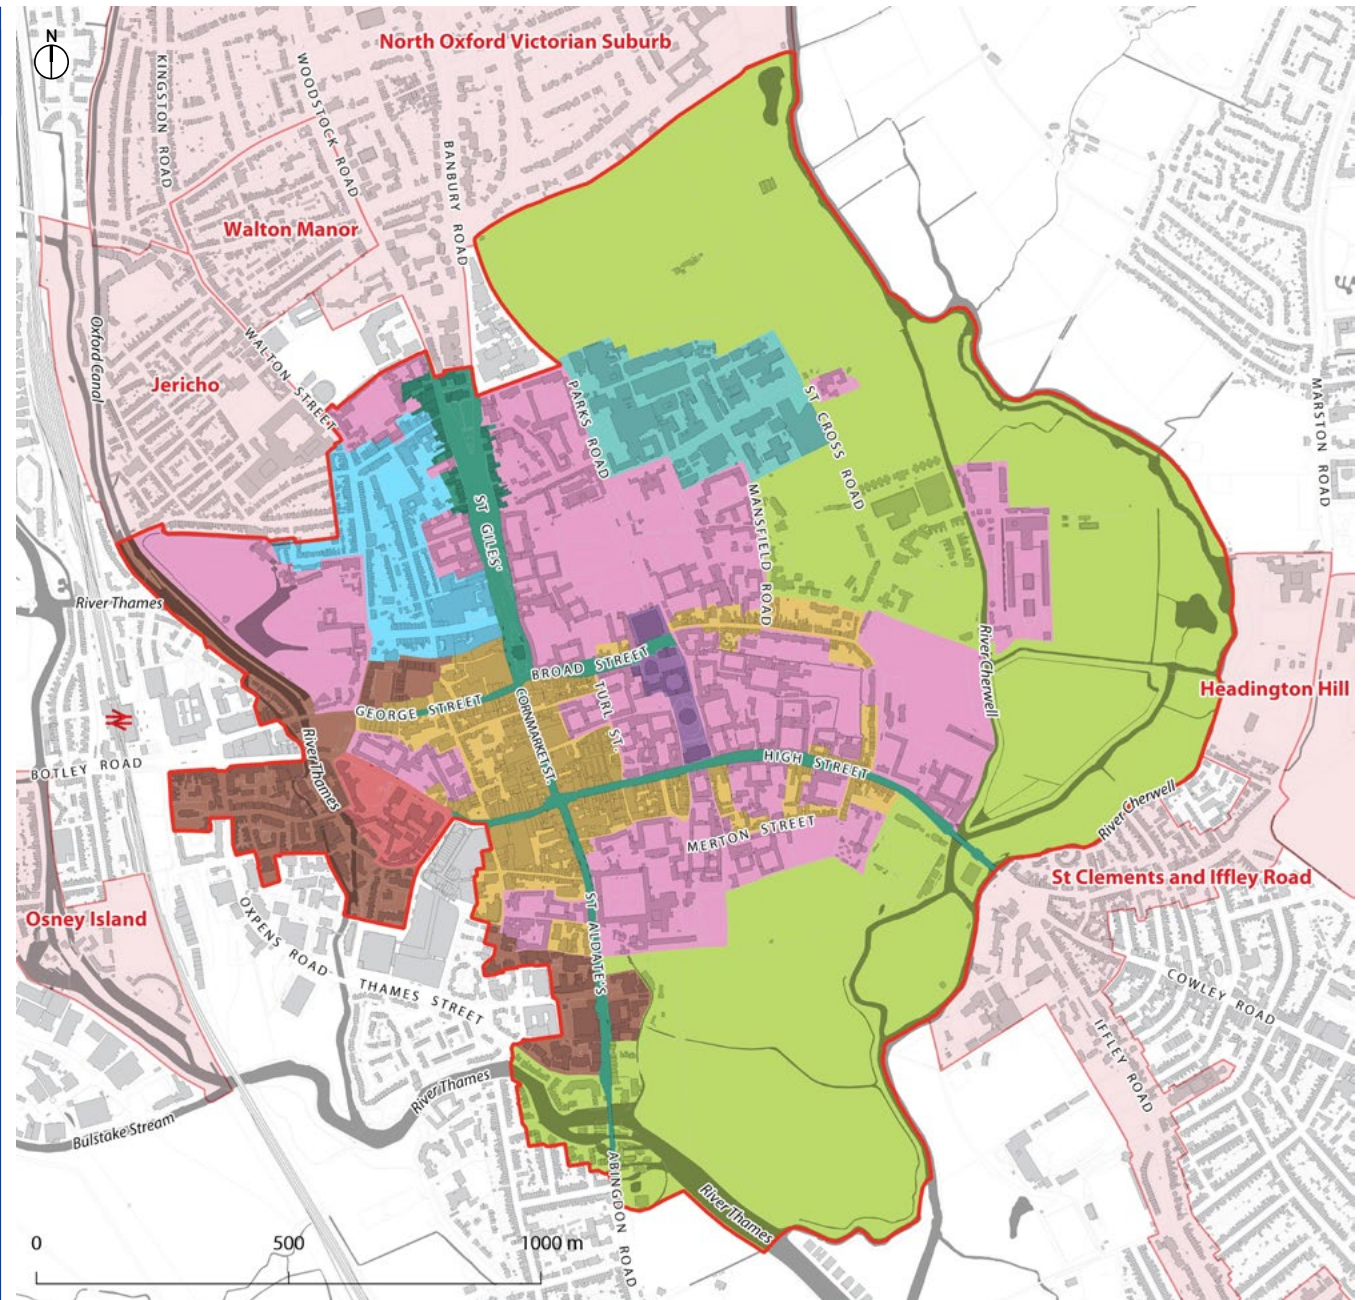 N
North Oxford Victorian Suburb
KINGSTON ROAD
WOODSTOCK ROAD
BANBURY ROAD
Walton Manor
Oxford Canal
WALTON STREET
Jericho
PARKS ROAD
ST CROSS ROAD
MARSTON ROAD
ST GILES'
MANSFIELD ROAD
River Thames
River Cherwell
BROAD STREET
Headington Hill
GEORGE STREET
CORNMARKET ST.
TURL ST.
BOTLEY ROAD
River Thames
HIGH STREET
River Cherwell
MERTON STREET
St Clements and Iffley Road
Osney Island
OXPENS ROAD
ST ALDATE'S
THAMES STREET
COWLEY ROAD
IFFLEY ROAD
River Thames
Bulstake Stream
ABINGDON ROAD
River Thames
0 500 1000 m